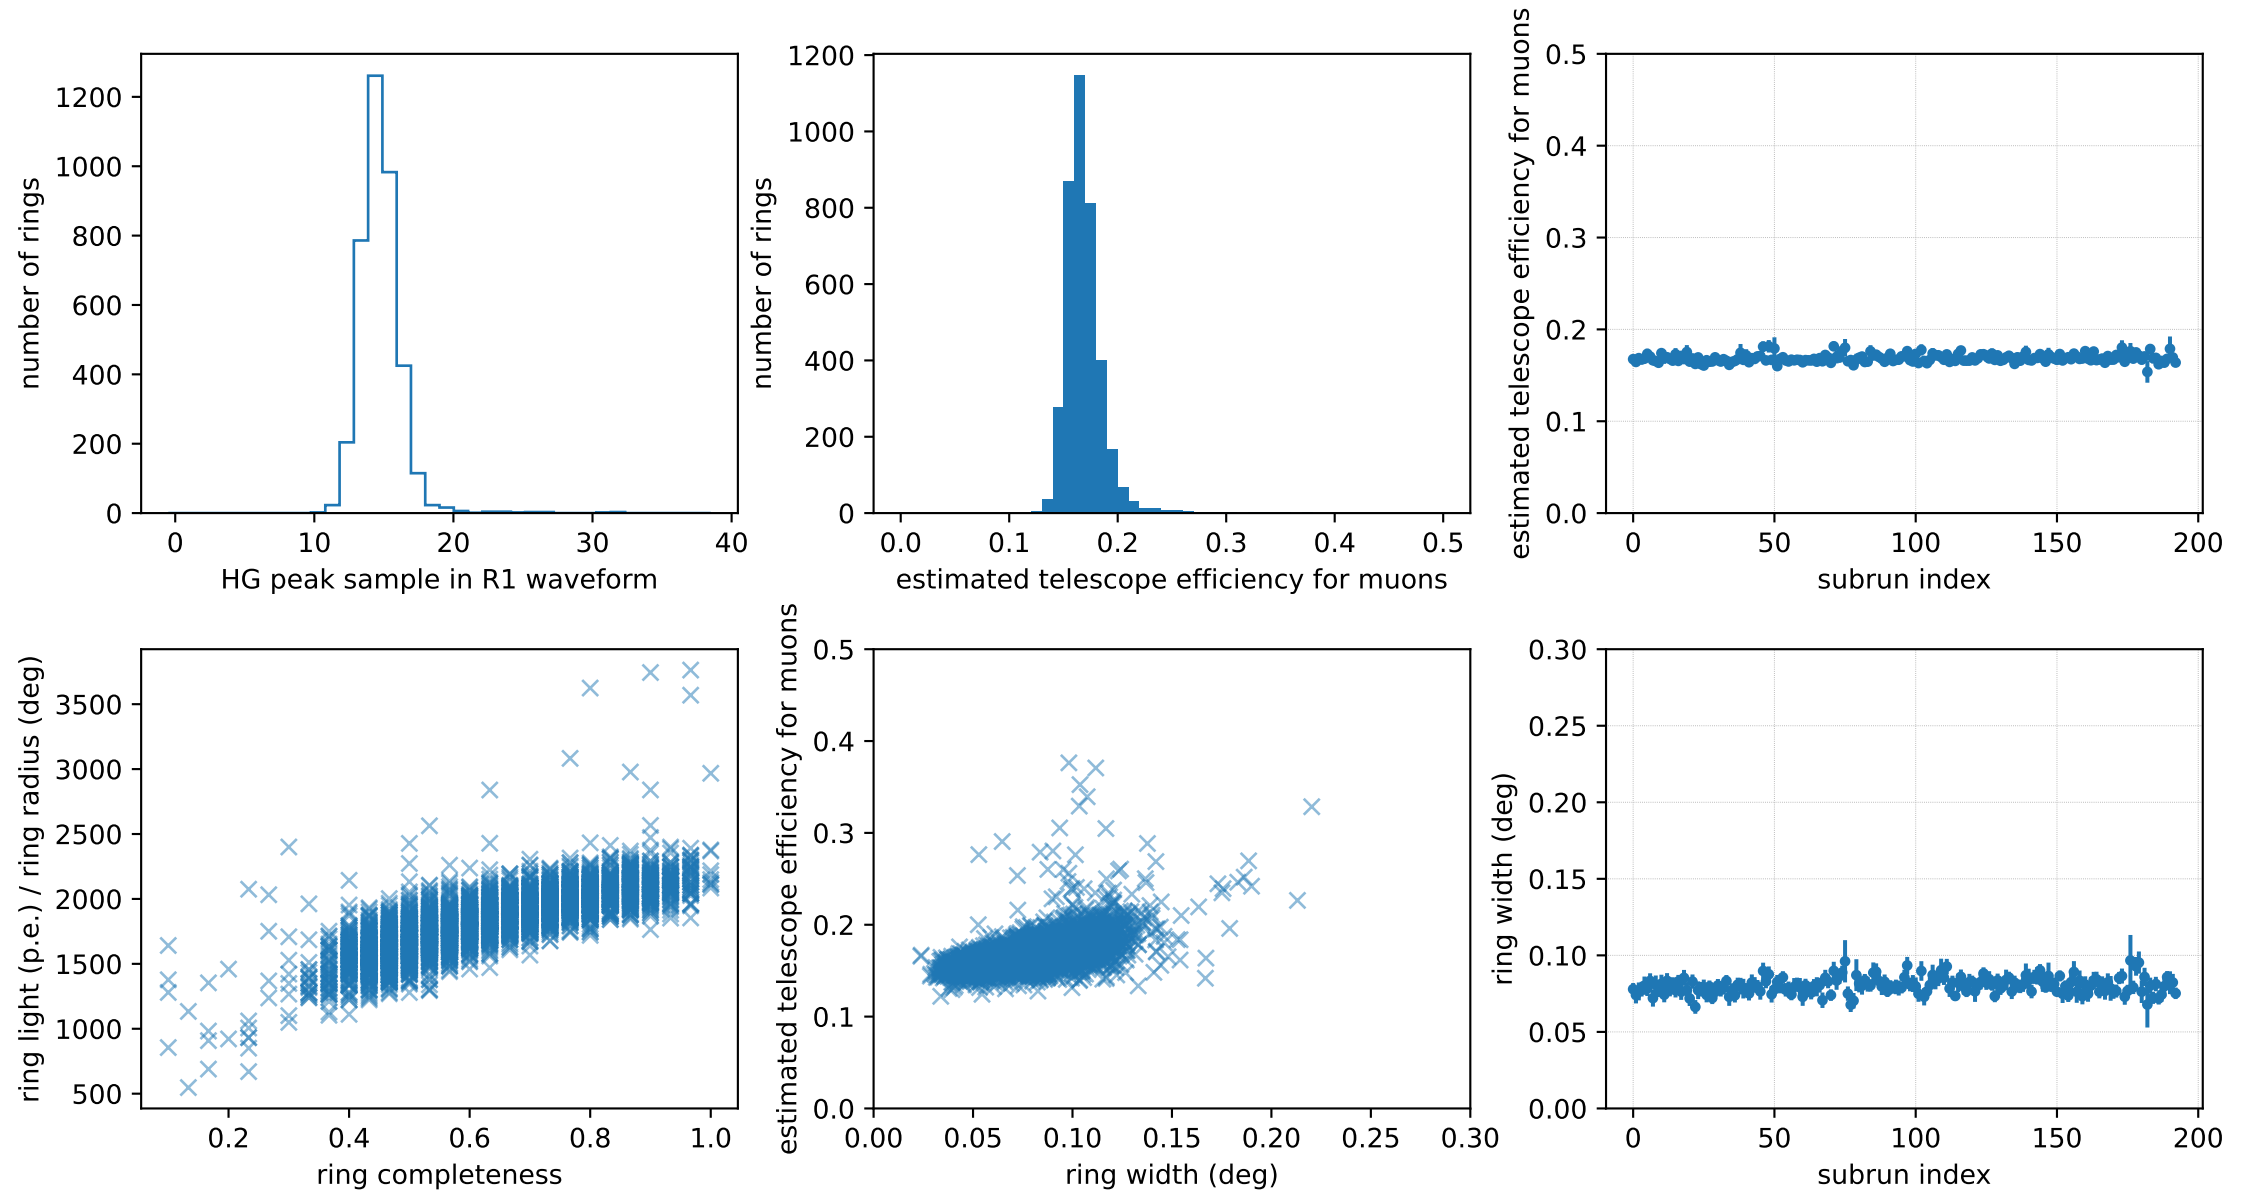 1200
1000
800
600
400
200
0
number of rings
0 10 20 30 40
HG peak sample in R1 waveform
1200
1000
800
600
400
200
0
number of rings
0.0 0.1 0.2 0.3 0.4 0.5
estimated telescope efficiency for muons
0.5
0.4
0.3
0.2
0.1
0.0
estimated telescope efficiency for muons
0 50 100 150 200
subrun index
3500
3000
2500
2000
1500
1000
500
ring light (p.e.) / ring radius (deg)
0.2 0.4 0.6 0.8 1.0
ring completeness
0.5
0.4
0.3
0.2
0.1
0.0
estimated telescope efficiency for muons
0.00 0.05 0.10 0.15 0.20 0.25 0.30
ring width (deg)
0.30
0.25
0.20
0.15
0.10
0.05
0.00
ring width (deg)
0 50 100 150 200
subrun index